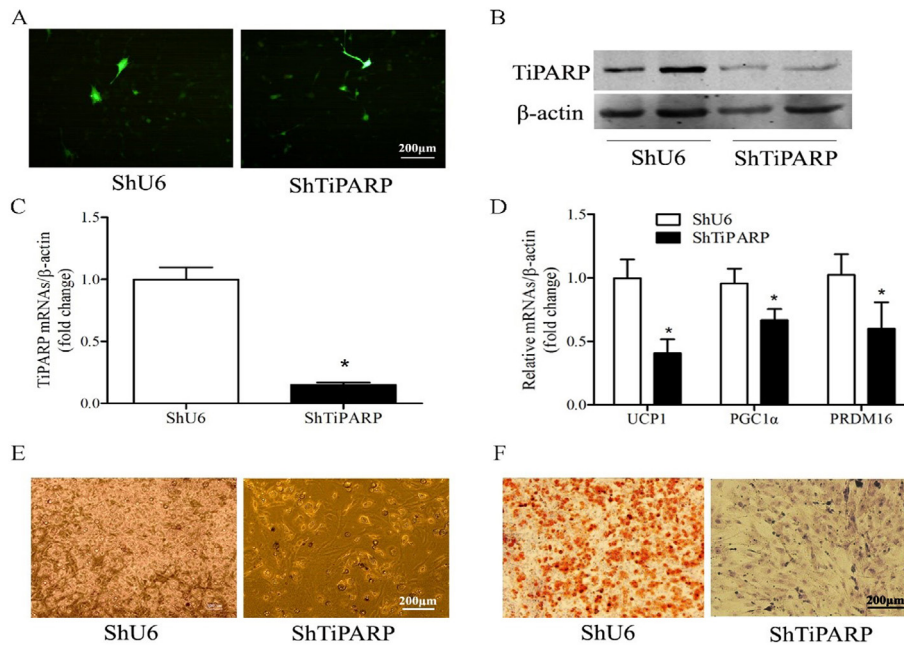 A
200μm
ShU6
ShTiPARP
B
TiPARP
β-actin
ShU6
ShTiPARP
C
TiPARP mRNAs/β-actin
(fold change)
1.5
1.0
0.5
0.0
*
ShU6
ShTiPARP
D
Relative mRNAs/β-actin
(fold change)
1.5
1.0
0.5
0.0
ShU6
ShTiPARP
*
*
*
UCP1
PGC1α
PRDM16
E
200μm
ShU6
ShTiPARP
F
200μm
ShU6
ShTiPARP